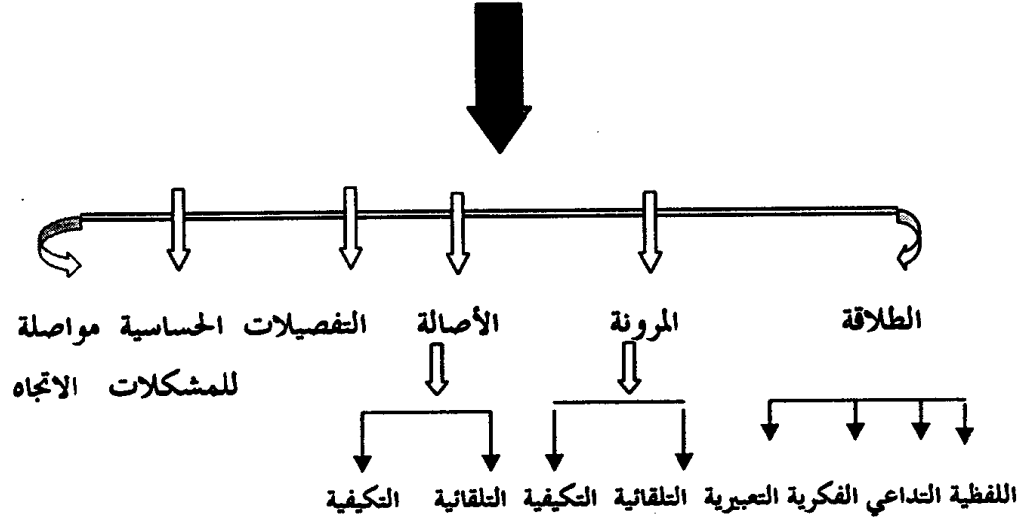 الطلاقة المرونة الأصالة التفصيلات الحساسية مواصلة
للمشكلات الاتجاه
اللفظية التداعي الفكرية التعبيرية التلقائية التكيفية التلقائية التكيفية